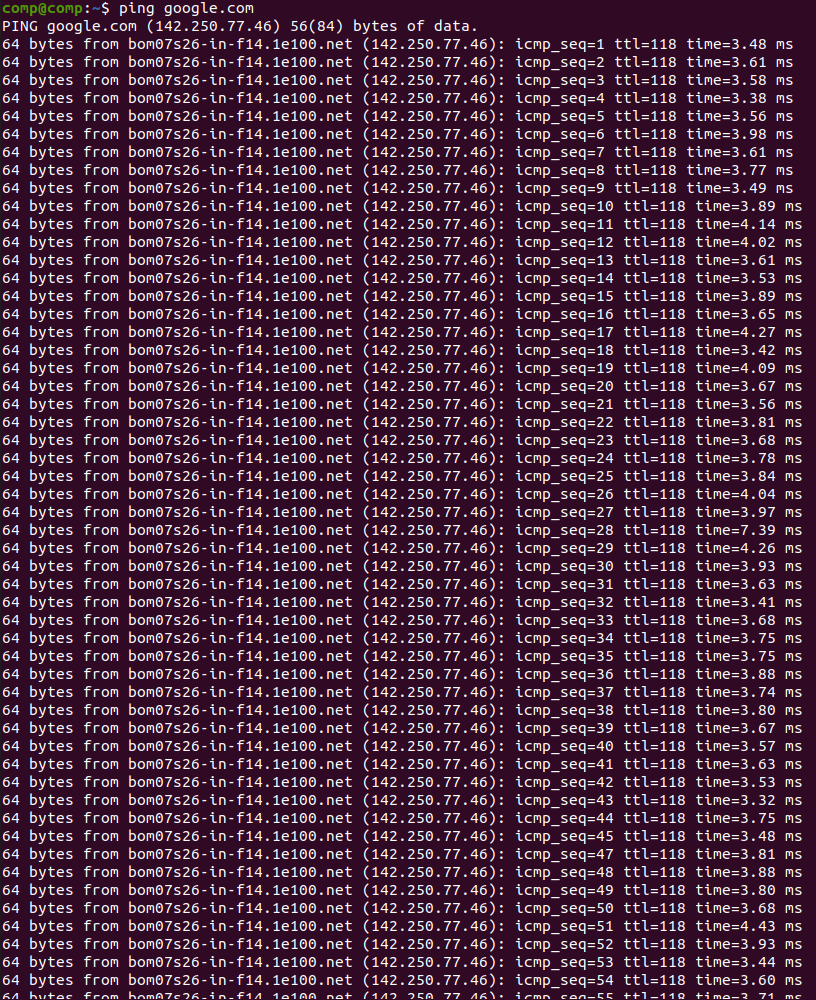 comp@comp:~$ ping google.com
PING google.com (142.250.77.46) 56(84) bytes of data.
64 bytes from bom07s26-in-f14.1e100.net (142.250.77.46): icmp_seq=1 ttl=118 time=3.48 ms
64 bytes from bom07s26-in-f14.1e100.net (142.250.77.46): icmp_seq=2 ttl=118 time=3.61 ms
64 bytes from bom07s26-in-f14.1e100.net (142.250.77.46): icmp_seq=3 ttl=118 time=3.58 ms
64 bytes from bom07s26-in-f14.1e100.net (142.250.77.46): icmp_seq=4 ttl=118 time=3.38 ms
64 bytes from bom07s26-in-f14.1e100.net (142.250.77.46): icmp_seq=5 ttl=118 time=3.56 ms
64 bytes from bom07s26-in-f14.1e100.net (142.250.77.46): icmp_seq=6 ttl=118 time=3.98 ms
64 bytes from bom07s26-in-f14.1e100.net (142.250.77.46): icmp_seq=7 ttl=118 time=3.61 ms
64 bytes from bom07s26-in-f14.1e100.net (142.250.77.46): icmp_seq=8 ttl=118 time=3.77 ms
64 bytes from bom07s26-in-f14.1e100.net (142.250.77.46): icmp_seq=9 ttl=118 time=3.49 ms
64 bytes from bom07s26-in-f14.1e100.net (142.250.77.46): icmp_seq=10 ttl=118 time=3.89 ms
64 bytes from bom07s26-in-f14.1e100.net (142.250.77.46): icmp_seq=11 ttl=118 time=4.14 ms
64 bytes from bom07s26-in-f14.1e100.net (142.250.77.46): icmp_seq=12 ttl=118 time=4.02 ms
64 bytes from bom07s26-in-f14.1e100.net (142.250.77.46): icmp_seq=13 ttl=118 time=3.61 ms
64 bytes from bom07s26-in-f14.1e100.net (142.250.77.46): icmp_seq=14 ttl=118 time=3.53 ms
64 bytes from bom07s26-in-f14.1e100.net (142.250.77.46): icmp_seq=15 ttl=118 time=3.89 ms
64 bytes from bom07s26-in-f14.1e100.net (142.250.77.46): icmp_seq=16 ttl=118 time=3.65 ms
64 bytes from bom07s26-in-f14.1e100.net (142.250.77.46): icmp_seq=17 ttl=118 time=4.27 ms
64 bytes from bom07s26-in-f14.1e100.net (142.250.77.46): icmp_seq=18 ttl=118 time=3.42 ms
64 bytes from bom07s26-in-f14.1e100.net (142.250.77.46): icmp_seq=19 ttl=118 time=4.09 ms
64 bytes from bom07s26-in-f14.1e100.net (142.250.77.46): icmp_seq=20 ttl=118 time=3.67 ms
64 bytes from bom07s26-in-f14.1e100.net (142.250.77.46): icmp_seq=21 ttl=118 time=3.56 ms
64 bytes from bom07s26-in-f14.1e100.net (142.250.77.46): icmp_seq=22 ttl=118 time=3.81 ms
64 bytes from bom07s26-in-f14.1e100.net (142.250.77.46): icmp_seq=23 ttl=118 time=3.68 ms
64 bytes from bom07s26-in-f14.1e100.net (142.250.77.46): icmp_seq=24 ttl=118 time=3.78 ms
64 bytes from bom07s26-in-f14.1e100.net (142.250.77.46): icmp_seq=25 ttl=118 time=3.84 ms
64 bytes from bom07s26-in-f14.1e100.net (142.250.77.46): icmp_seq=26 ttl=118 time=4.04 ms
64 bytes from bom07s26-in-f14.1e100.net (142.250.77.46): icmp_seq=27 ttl=118 time=3.97 ms
64 bytes from bom07s26-in-f14.1e100.net (142.250.77.46): icmp_seq=28 ttl=118 time=7.39 ms
64 bytes from bom07s26-in-f14.1e100.net (142.250.77.46): icmp_seq=29 ttl=118 time=4.26 ms
64 bytes from bom07s26-in-f14.1e100.net (142.250.77.46): icmp_seq=30 ttl=118 time=3.93 ms
64 bytes from bom07s26-in-f14.1e100.net (142.250.77.46): icmp_seq=31 ttl=118 time=3.63 ms
64 bytes from bom07s26-in-f14.1e100.net (142.250.77.46): icmp_seq=32 ttl=118 time=3.41 ms
64 bytes from bom07s26-in-f14.1e100.net (142.250.77.46): icmp_seq=33 ttl=118 time=3.68 ms
64 bytes from bom07s26-in-f14.1e100.net (142.250.77.46): icmp_seq=34 ttl=118 time=3.75 ms
64 bytes from bom07s26-in-f14.1e100.net (142.250.77.46): icmp_seq=35 ttl=118 time=3.75 ms
64 bytes from bom07s26-in-f14.1e100.net (142.250.77.46): icmp_seq=36 ttl=118 time=3.88 ms
64 bytes from bom07s26-in-f14.1e100.net (142.250.77.46): icmp_seq=37 ttl=118 time=3.74 ms
64 bytes from bom07s26-in-f14.1e100.net (142.250.77.46): icmp_seq=38 ttl=118 time=3.80 ms
64 bytes from bom07s26-in-f14.1e100.net (142.250.77.46): icmp_seq=39 ttl=118 time=3.67 ms
64 bytes from bom07s26-in-f14.1e100.net (142.250.77.46): icmp_seq=40 ttl=118 time=3.57 ms
64 bytes from bom07s26-in-f14.1e100.net (142.250.77.46): icmp_seq=41 ttl=118 time=3.63 ms
64 bytes from bom07s26-in-f14.1e100.net (142.250.77.46): icmp_seq=42 ttl=118 time=3.53 ms
64 bytes from bom07s26-in-f14.1e100.net (142.250.77.46): icmp_seq=43 ttl=118 time=3.32 ms
64 bytes from bom07s26-in-f14.1e100.net (142.250.77.46): icmp_seq=44 ttl=118 time=3.75 ms
64 bytes from bom07s26-in-f14.1e100.net (142.250.77.46): icmp_seq=45 ttl=118 time=3.48 ms
64 bytes from bom07s26-in-f14.1e100.net (142.250.77.46): icmp_seq=47 ttl=118 time=3.81 ms
64 bytes from bom07s26-in-f14.1e100.net (142.250.77.46): icmp_seq=48 ttl=118 time=3.88 ms
64 bytes from bom07s26-in-f14.1e100.net (142.250.77.46): icmp_seq=49 ttl=118 time=3.80 ms
64 bytes from bom07s26-in-f14.1e100.net (142.250.77.46): icmp_seq=50 ttl=118 time=3.68 ms
64 bytes from bom07s26-in-f14.1e100.net (142.250.77.46): icmp_seq=51 ttl=118 time=4.43 ms
64 bytes from bom07s26-in-f14.1e100.net (142.250.77.46): icmp_seq=52 ttl=118 time=3.93 ms
64 bytes from bom07s26-in-f14.1e100.net (142.250.77.46): icmp_seq=53 ttl=118 time=3.44 ms
64 bytes from bom07s26-in-f14.1e100.net (142.250.77.46): icmp_seq=54 ttl=118 time=3.60 ms
64 bytes from bom07s26-in-f14.1e100.net (142.250.77.46): icmp_seq=55 ttl=118 ms